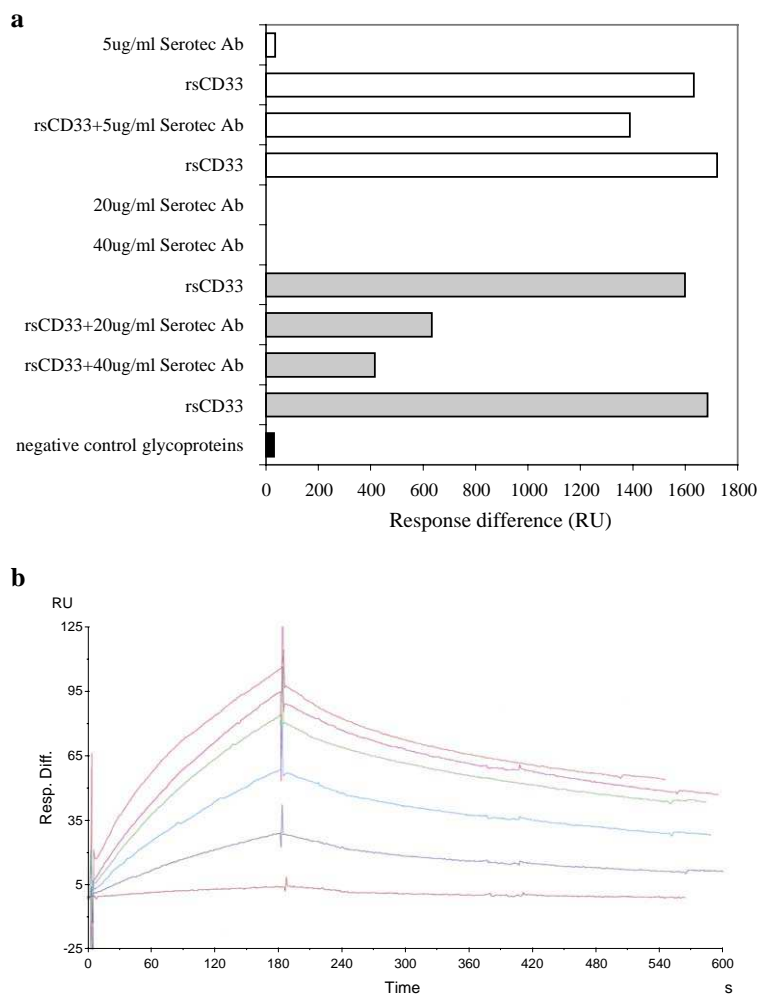 a
5ug/ml Serotec Ab
rsCD33
rsCD33+5ug/ml Serotec Ab
rsCD33
20ug/ml Serotec Ab
40ug/ml Serotec Ab
rsCD33
rsCD33+20ug/ml Serotec Ab
rsCD33+40ug/ml Serotec Ab
rsCD33
negative control glycoproteins
0 200 400 600 800 1000 1200 1400 1600 1800
Response difference (RU)
b
RU
125
95
65
35
5
-25
Resp. Diff.
0 60 120 180 240 300 360 420 480 540 600
Time s